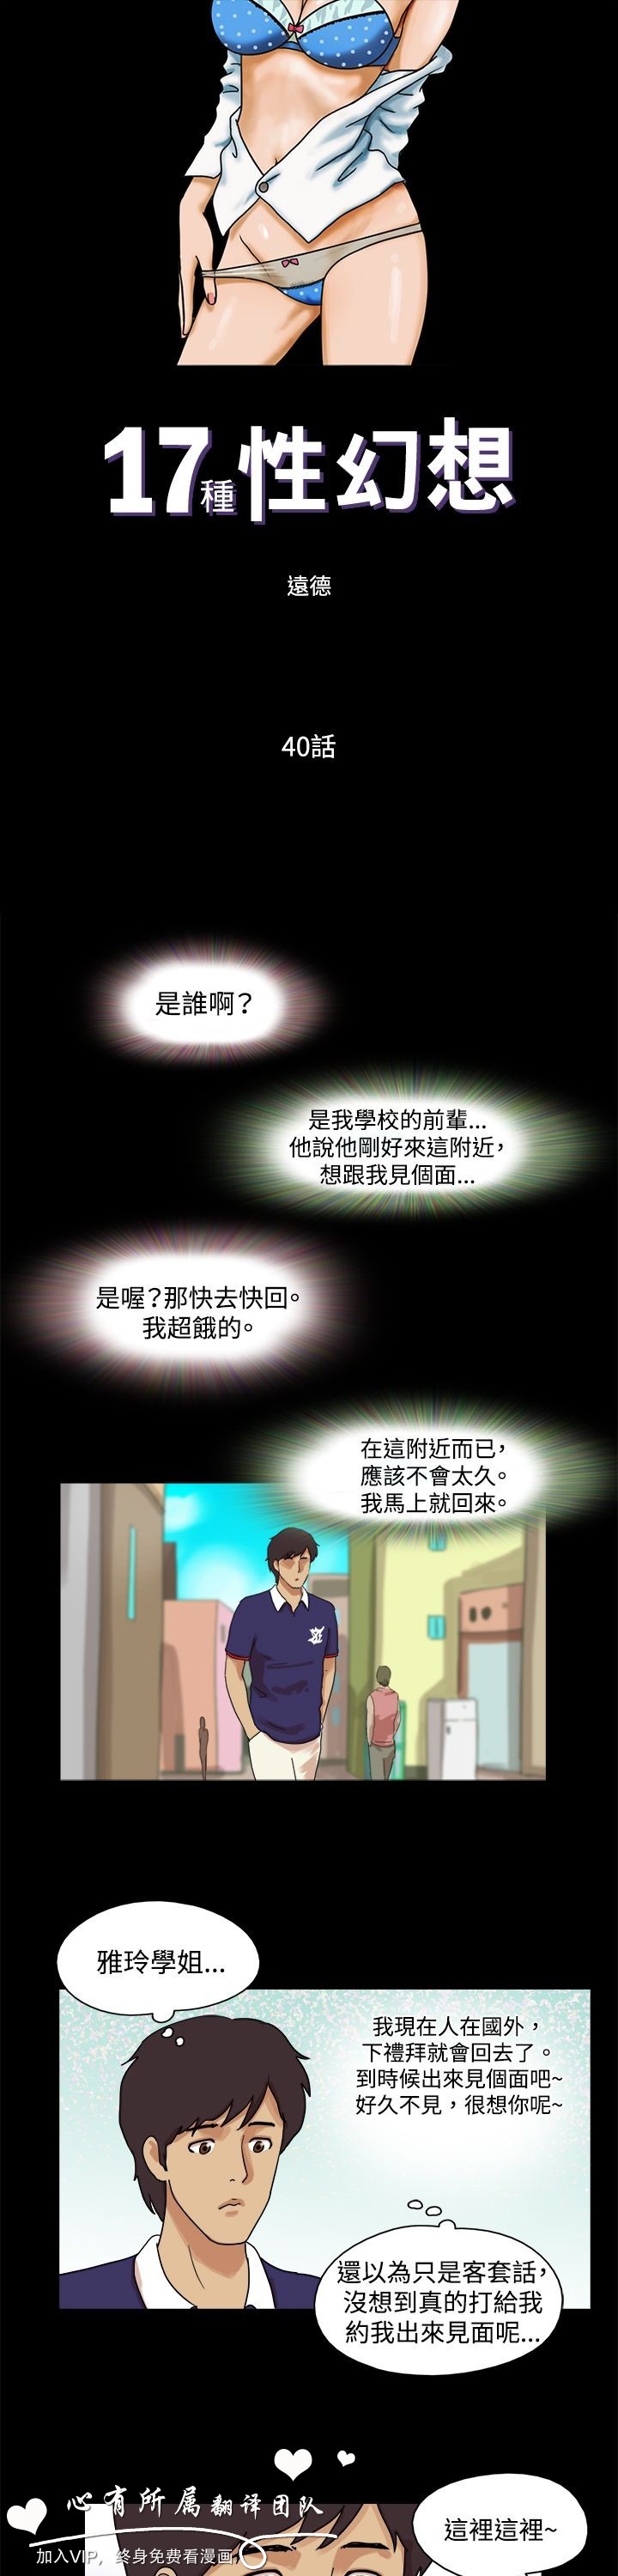 17種性幻想
遠德
40話
是誰啊？
是我學校的前輩...
他說他剛好來這附近，
想跟我見個面...
是喔？那快去快回。
我超餓的。
在這附近而已，
應該不會太久。
我馬上就回來。
雅玲學姐...
我現在人在國外，
下禮拜就會回去了。
到時候出來見個面吧~
好久不見，很想你呢~
還以為只是客套話，
沒想到真的打給我
約我出來見面呢...
這裡這裡~
心有所属翻译团队
加入VIP，终身免费看漫画，